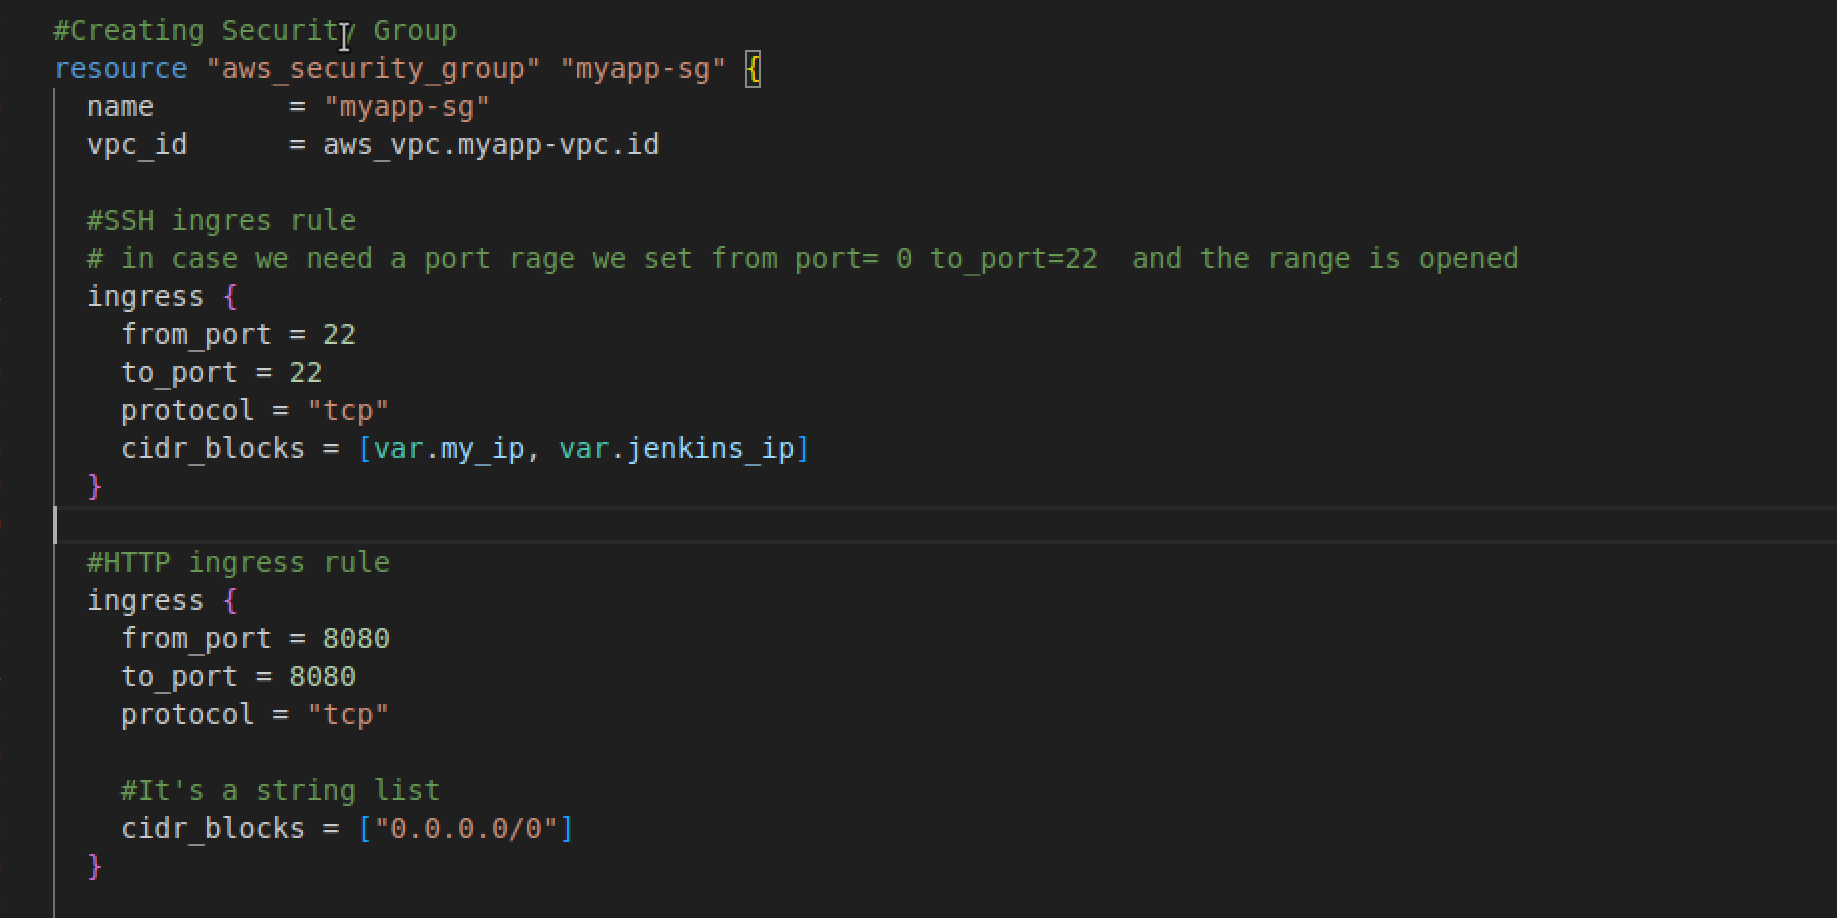 #Creating Security Group
resource "aws_security_group" "myapp-sg" {
  name        = "myapp-sg"
  vpc_id      = aws_vpc.myapp-vpc.id

  #SSH ingres rule
  # in case we need a port rage we set from port= 0 to_port=22  and the range is opened
  ingress {
    from_port = 22
    to_port = 22
    protocol = "tcp"
    cidr_blocks = [var.my_ip, var.jenkins_ip]
  }

  #HTTP ingress rule
  ingress {
    from_port = 8080
    to_port = 8080
    protocol = "tcp"

    #It's a string list
    cidr_blocks = ["0.0.0.0/0"]
  }